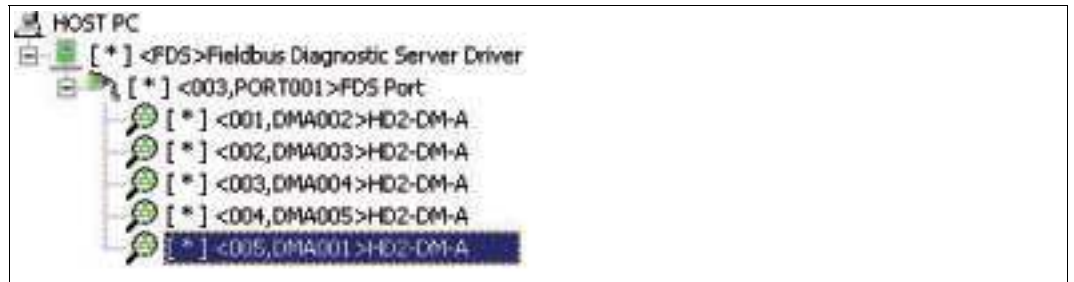 HOST PC
[ * ] <FDS>Fieldbus Diagnostic Server Driver
[ * ] <003,PORT001>FDS Port
[ * ] <001,DMA002>HD2-DM-A
[ * ] <002,DMA003>HD2-DM-A
[ * ] <003,DMA004>HD2-DM-A
[ * ] <004,DMA005>HD2-DM-A
[ * ] <005,DMA001>HD2-DM-A